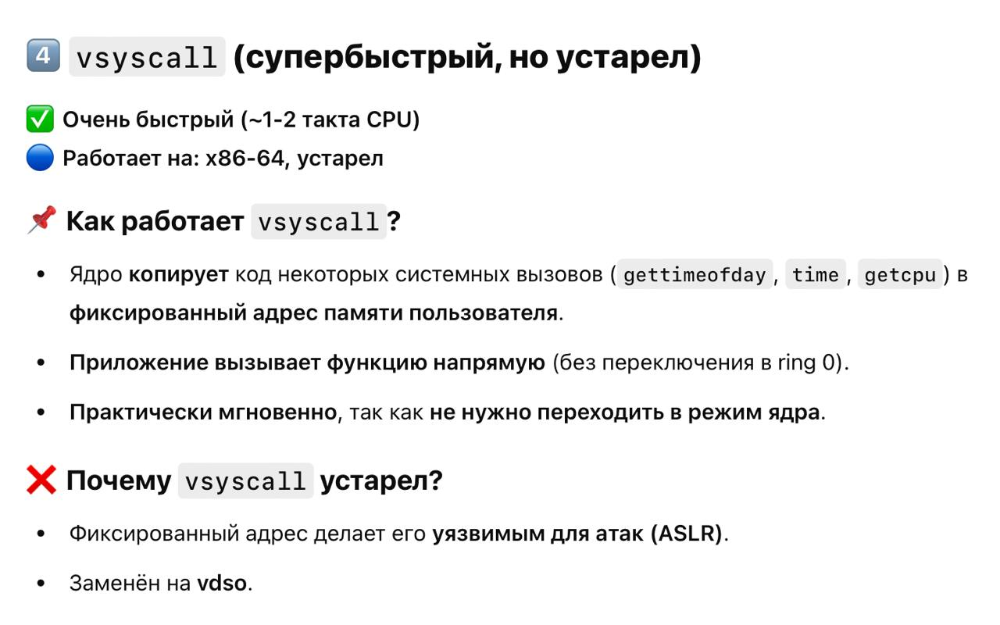 4️⃣ vsyscall (супербыстрый, но устарел)
✅ Очень быстрый (~1-2 такта CPU)
🔵 Работает на: x86-64, устарел
📌 Как работает vsyscall?
• Ядро копирует код некоторых системных вызовов (gettimeofday, time, getcpu) в
фиксированный адрес памяти пользователя.
• Приложение вызывает функцию напрямую (без переключения в ring 0).
• Практически мгновенно, так как не нужно переходить в режим ядра.
❌ Почему vsyscall устарел?
• Фиксированный адрес делает его уязвимым для атак (ASLR).
• Заменён на vdso.